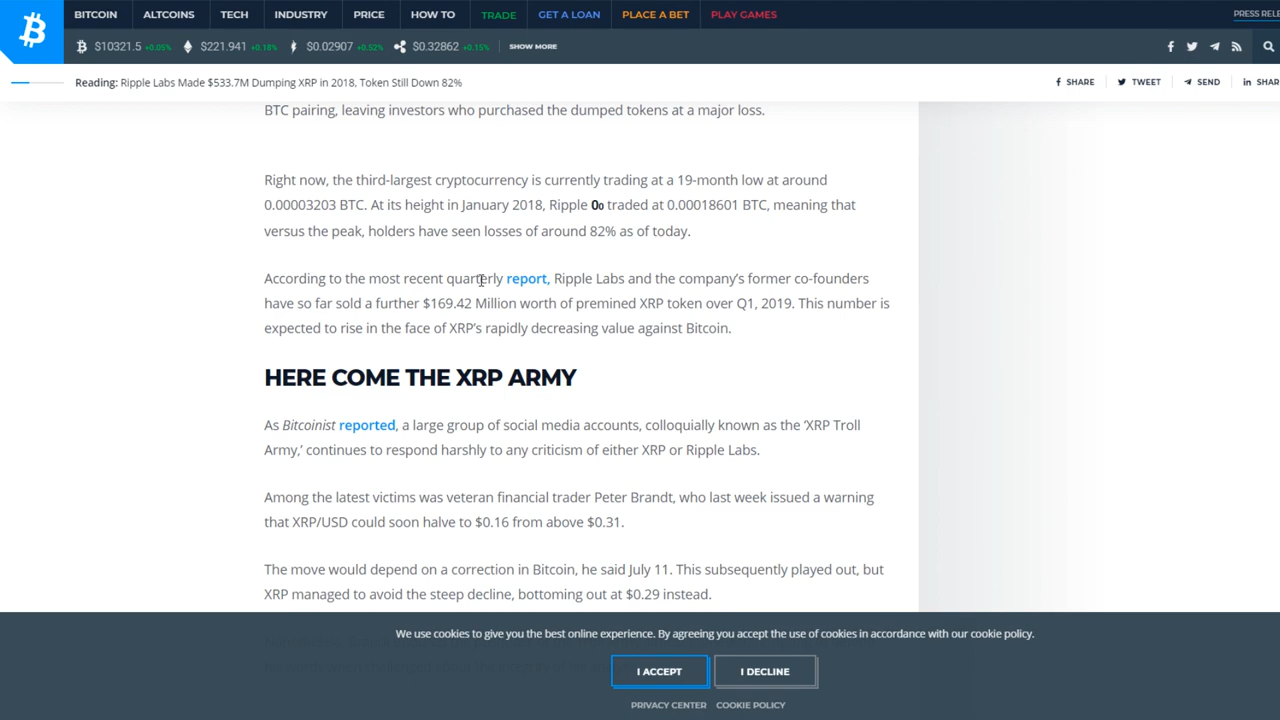 BITCOIN ALTCOINS TECH INDUSTRY PRICE HOW TO TRADE GET A LOAN PLACE A BET PLAY GAMES PRESS RELE
$10321.5 +0.05% $221.941 +0.18% $0.02907 +0.52% $0.32862 +0.15% SHOW MORE
Reading: Ripple Labs Made $533.7M Dumping XRP in 2018, Token Still Down 82% SHARE TWEET SEND SHAR
BTC pairing, leaving investors who purchased the dumped tokens at a major loss.
Right now, the third-largest cryptocurrency is currently trading at a 19-month low at around
0.00003203 BTC. At its height in January 2018, Ripple traded at 0.00018601 BTC, meaning that
versus the peak, holders have seen losses of around 82% as of today.
According to the most recent quarterly report, Ripple Labs and the company's former co-founders
have so far sold a further $169.42 Million worth of premined XRP token over Q1, 2019. This number is
expected to rise in the face of XRP's rapidly decreasing value against Bitcoin.
HERE COME THE XRP ARMY
As Bitcoinist reported, a large group of social media accounts, colloquially known as the ‘XRP Troll
Army,’ continues to respond harshly to any criticism of either XRP or Ripple Labs.
Among the latest victims was veteran financial trader Peter Brandt, who last week issued a warning
that XRP/USD could soon halve to $0.16 from above $0.31.
The move would depend on a correction in Bitcoin, he said July 11. This subsequently played out, but
XRP managed to avoid the steep decline, bottoming out at $0.29 instead.
We use cookies to give you the best online experience. By agreeing you accept the use of cookies in accordance with our cookie policy.
I ACCEPT I DECLINE
PRIVACY CENTER COOKIE POLICY